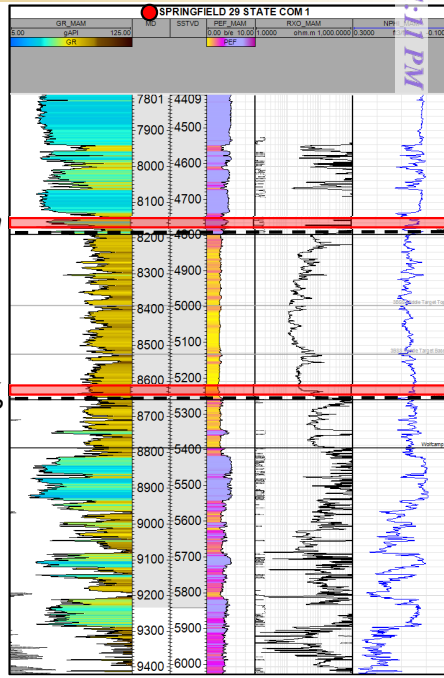 SPRINGFIELD 29 STATE COM 1
GR_MAM MD SSTVD PEF_MAM RXO_MAM
5.00 gAPI 125.00 0.00 b/e 10.00 1.0000 ohm.m 1,000.0000 0.3000 -0.100
GR PEF
:11 PM
7801 4409
7900 4500
8000 4600
8100 4700
8200 4800
8300 4900
8400 5000
8500 5100
8600 5200
8700 5300
8800 5400
Wolfcamp
8900 5500
9000 5600
9100 5700
9200 5800
9300 5900
9400 6000